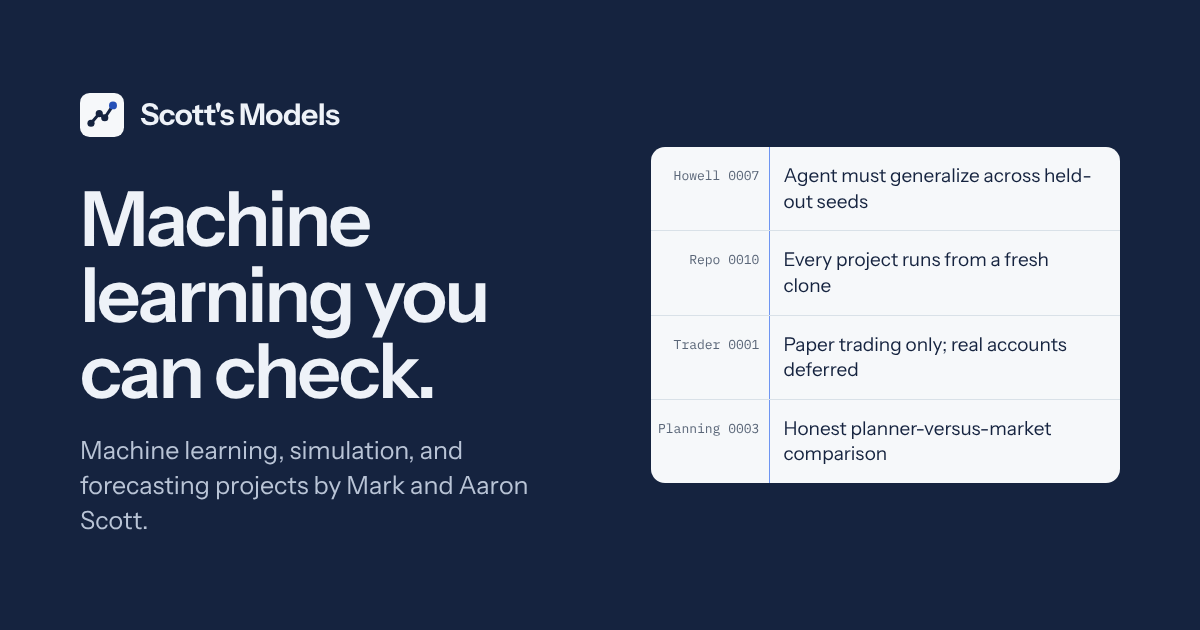 Scott's Models
Machine
learning you
can check.
Machine learning, simulation, and
forecasting projects by Mark and Aaron
Scott.
Howell 0007
Agent must generalize across held-
out seeds
Repo 0010
Every project runs from a fresh
clone
Trader 0001
Paper trading only; real accounts
deferred
Planning 0003
Honest planner-versus-market
comparison